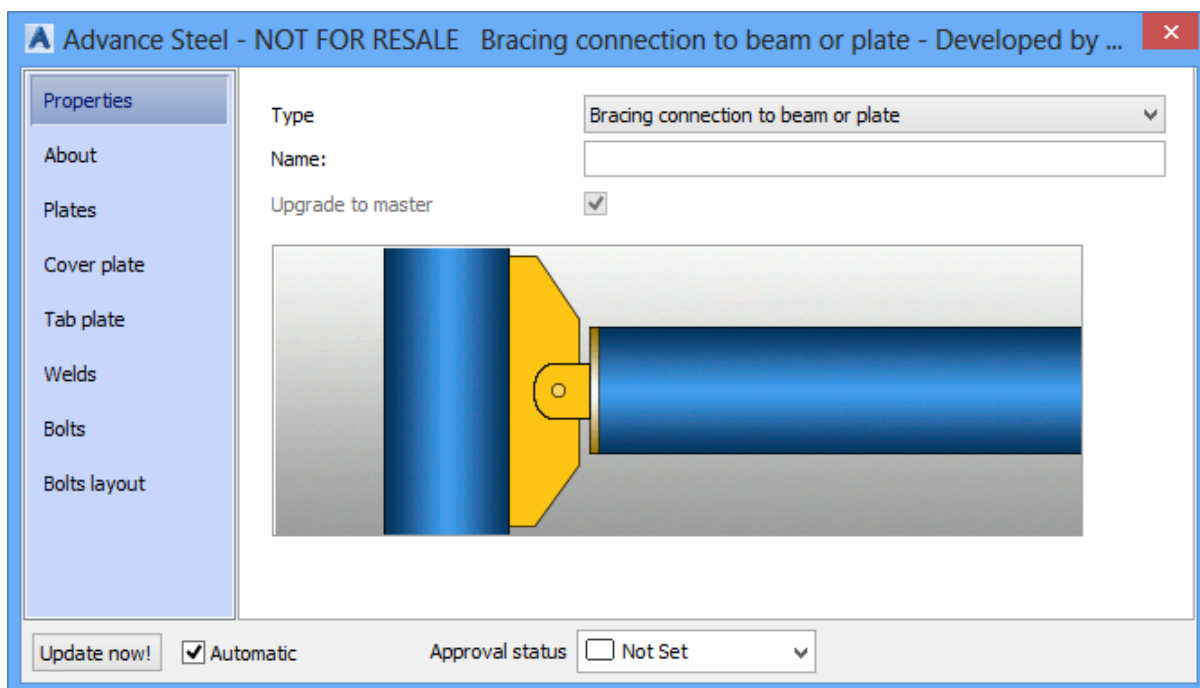 Advance Steel - NOT FOR RESALE Bracing connection to beam or plate - Developed by ...
Properties
About
Plates
Cover plate
Tab plate
Welds
Bolts
Bolts layout
Type Bracing connection to beam or plate
Name:
Upgrade to master
Update now! Automatic Approval status Not Set